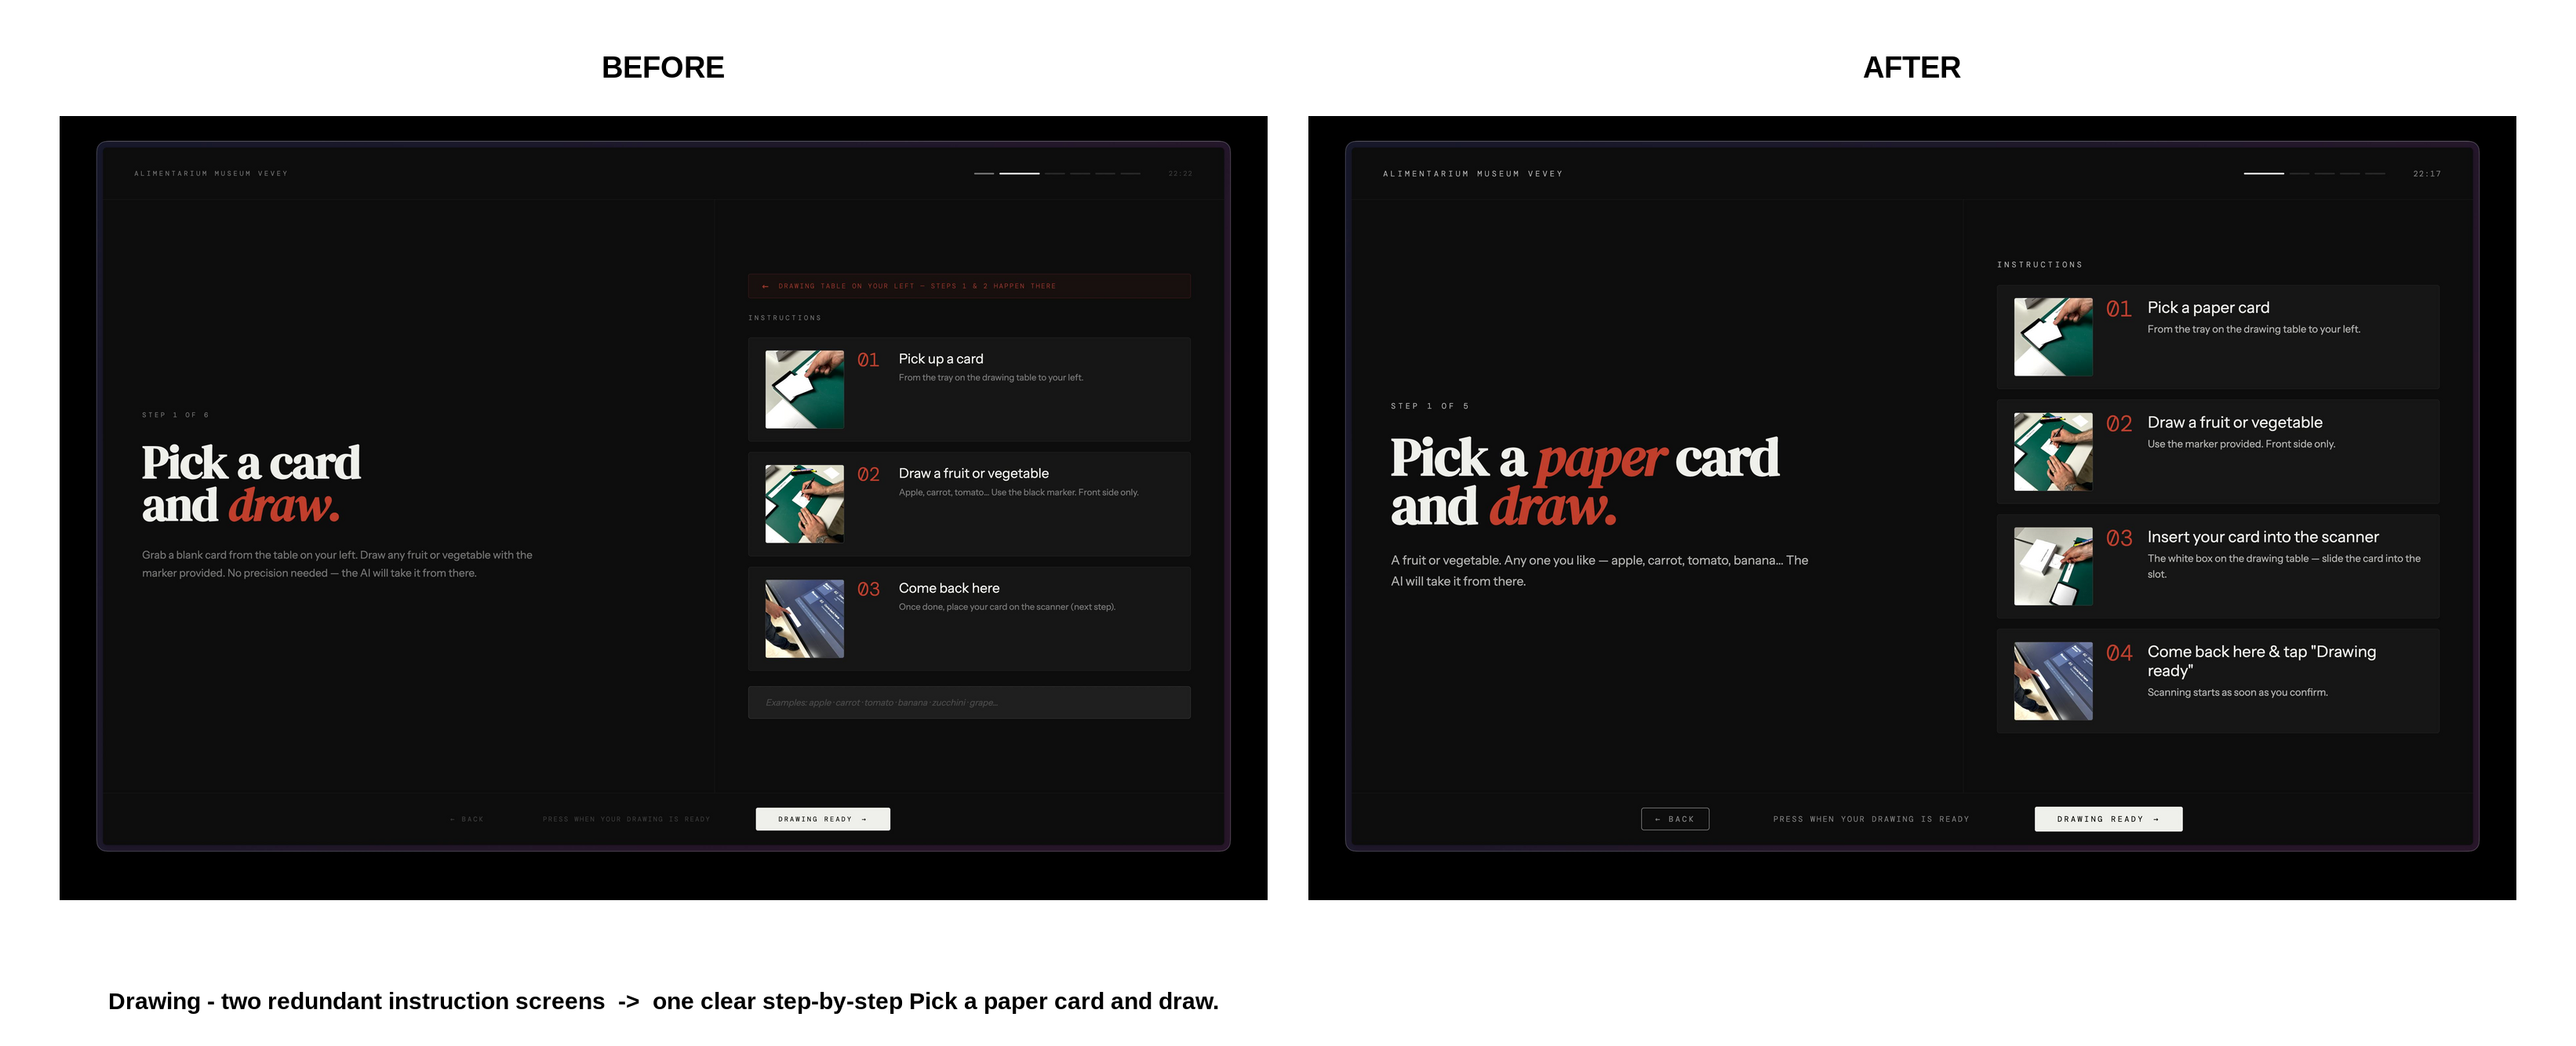 BEFORE
ALIMENTARIUM MUSEUM VEVEY
22:22
STEP 1 OF 6
Pick a card
and draw.
Grab a blank card from the table on your left. Draw any fruit or vegetable with the
marker provided. No precision needed — the AI will take it from there.
← DRAWING TABLE ON YOUR LEFT — STEPS 1 & 2 HAPPEN THERE
INSTRUCTIONS
01 Pick up a card
From the tray on the drawing table to your left.
02 Draw a fruit or vegetable
Apple, carrot, tomato... Use the black marker. Front side only.
03 Come back here
Once done, place your card on the scanner (next step).
Examples: apple · carrot · tomato · banana · zucchini · grape...
← BACK
PRESS WHEN YOUR DRAWING IS READY
DRAWING READY →
AFTER
ALIMENTARIUM MUSEUM VEVEY
22:17
STEP 1 OF 5
Pick a paper card
and draw.
A fruit or vegetable. Any one you like — apple, carrot, tomato, banana... The
AI will take it from there.
INSTRUCTIONS
01 Pick a paper card
From the tray on the drawing table to your left.
02 Draw a fruit or vegetable
Use the marker provided. Front side only.
03 Insert your card into the scanner
The white box on the drawing table — slide the card into the
slot.
04 Come back here & tap "Drawing
ready"
Scanning starts as soon as you confirm.
← BACK
PRESS WHEN YOUR DRAWING IS READY
DRAWING READY →
Drawing - two redundant instruction screens -> one clear step-by-step Pick a paper card and draw.